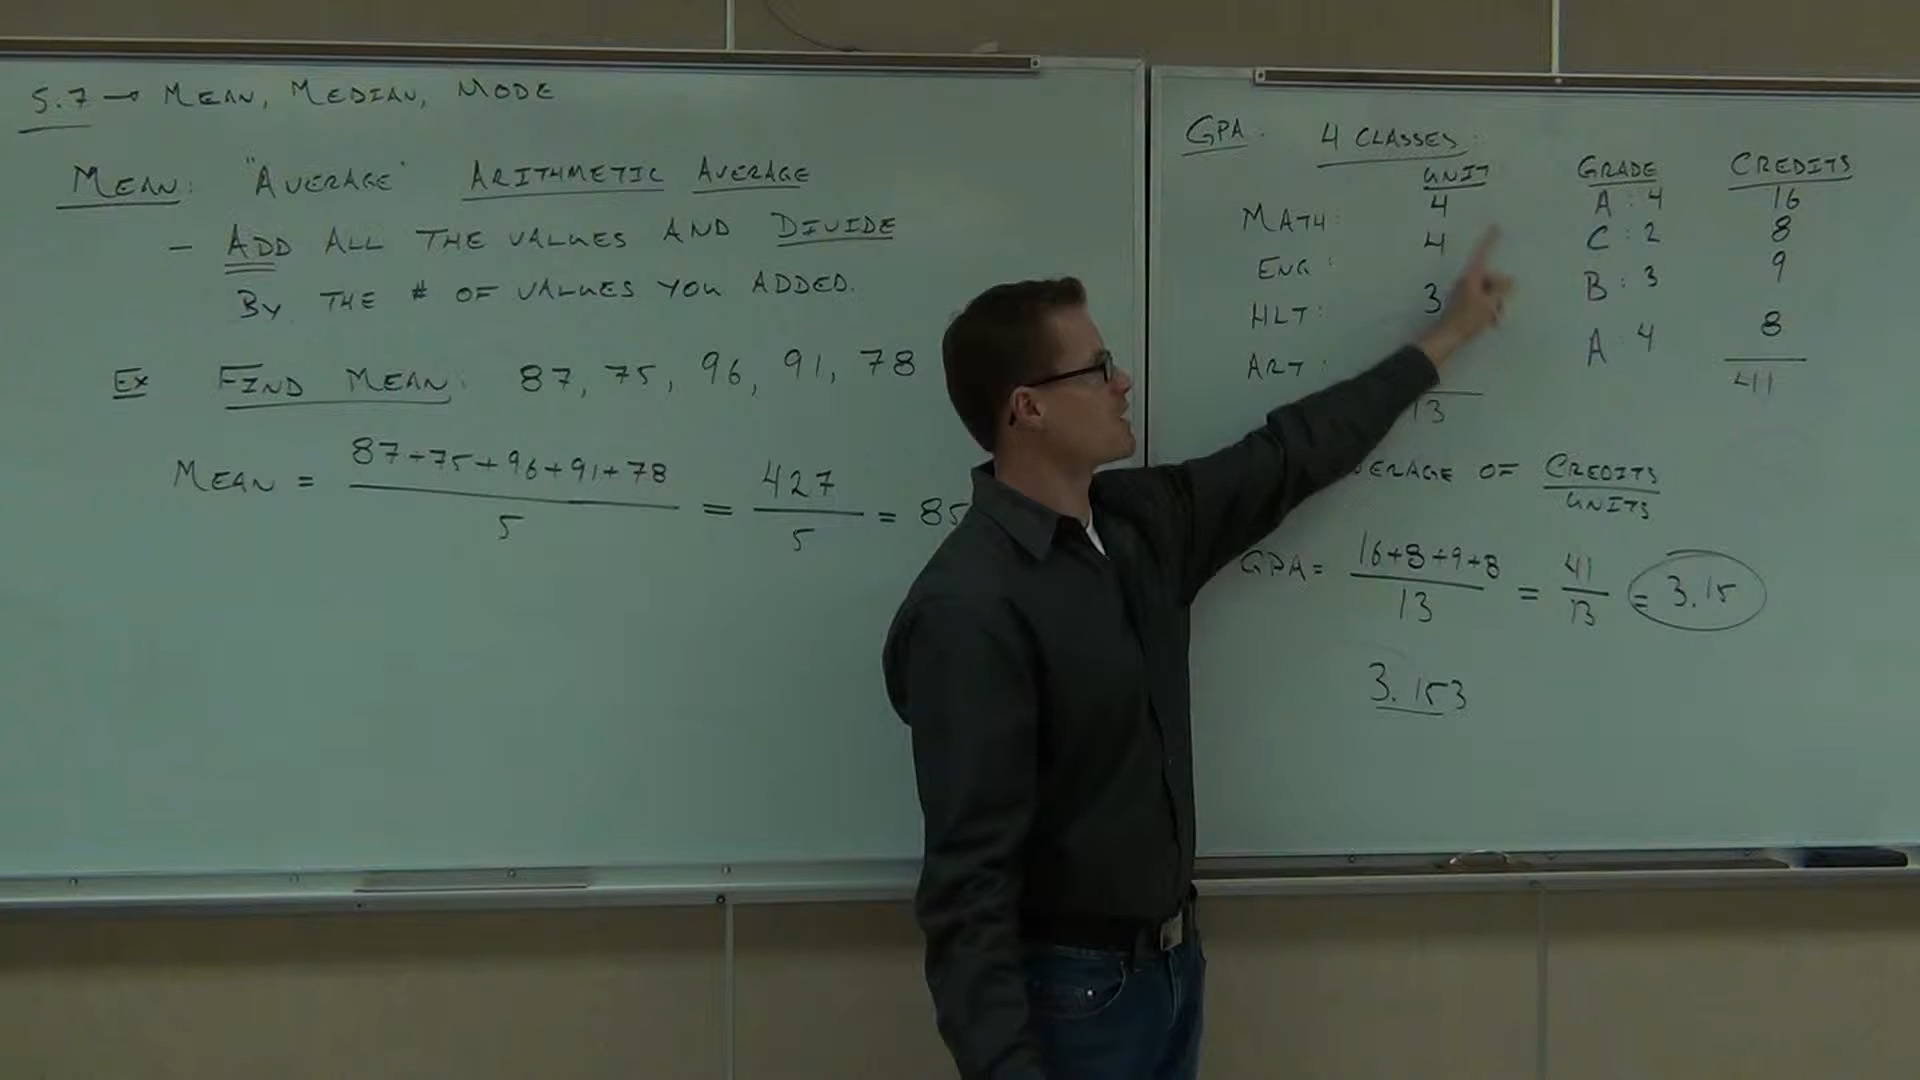 5.7 → MEAN, MEDIAN, MODE
MEAN: "AVERAGE" ARITHMETIC AVERAGE
- ADD ALL THE VALUES AND DIVIDE
BY THE # OF VALUES YOU ADDED.
EX FIND MEAN: 87, 75, 96, 91, 78
MEAN = 87+75+96+91+78 / 5 = 427 / 5 = 85
GPA: 4 CLASSES:
UNIT GRADE CREDITS
MATH: 4 A: 4 16
ENG: 4 C: 2 8
HLT: 3 B: 3 9
ART: A: 4 8
13 41
OF CREDITS / UNITS
GPA = 16+8+9+8 / 13 = 41 / 13 = 3.15
3.153